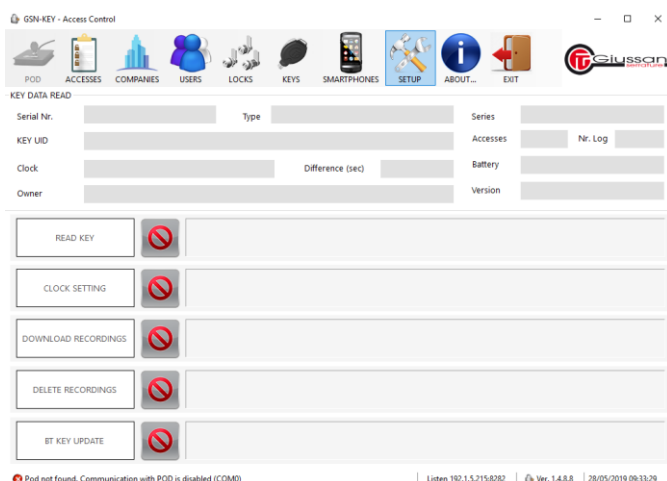 GSN-KEY - Access Control
POD ACCESSES COMPANIES USERS LOCKS KEYS SMARTPHONES SETUP ABOUT... EXIT
Giussani
serrature
KEY DATA READ
Serial Nr. Type Series
KEY UID Accesses Nr. Log
Clock Difference (sec) Battery
Owner Version
READ KEY
CLOCK SETTING
DOWNLOAD RECORDINGS
DELETE RECORDINGS
BT KEY UPDATE
Pod not found. Communication with POD is disabled (COM0) Listen 192.1.5.215:8282 Ver. 1.4.8.8 28/05/2019 09:33:29